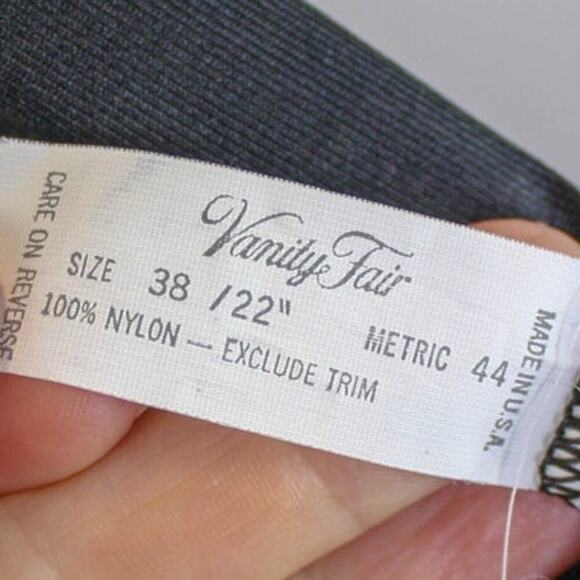 CARE ON REVERSE
Vanity Fair
SIZE 38 /22"
METRIC 44
100% NYLON — EXCLUDE TRIM
MADE IN U.S.A.